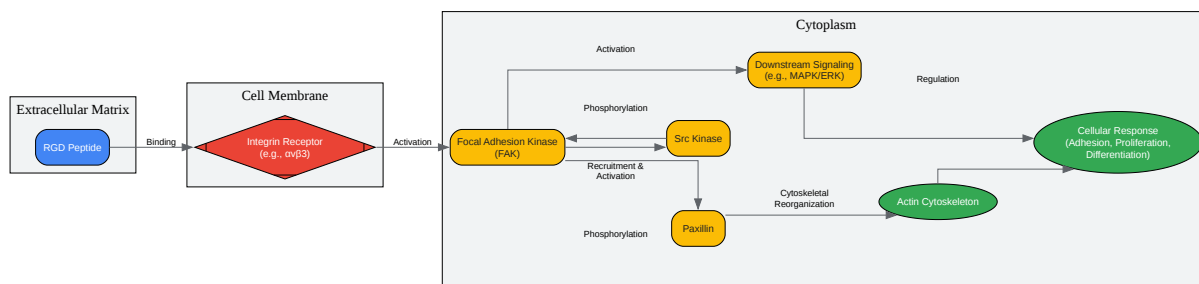 Extracellular Matrix
RGD Peptide
Binding
Cell Membrane
Integrin Receptor
(e.g., αvβ3)
Activation
Cytoplasm
Activation
Downstream Signaling
(e.g., MAPK/ERK)
Regulation
Phosphorylation
Focal Adhesion Kinase
(FAK)
Src Kinase
Recruitment &
Activation
Cellular Response
(Adhesion, Proliferation,
Differentiation)
Cytoskeletal
Reorganization
Actin Cytoskeleton
Paxillin
Phosphorylation